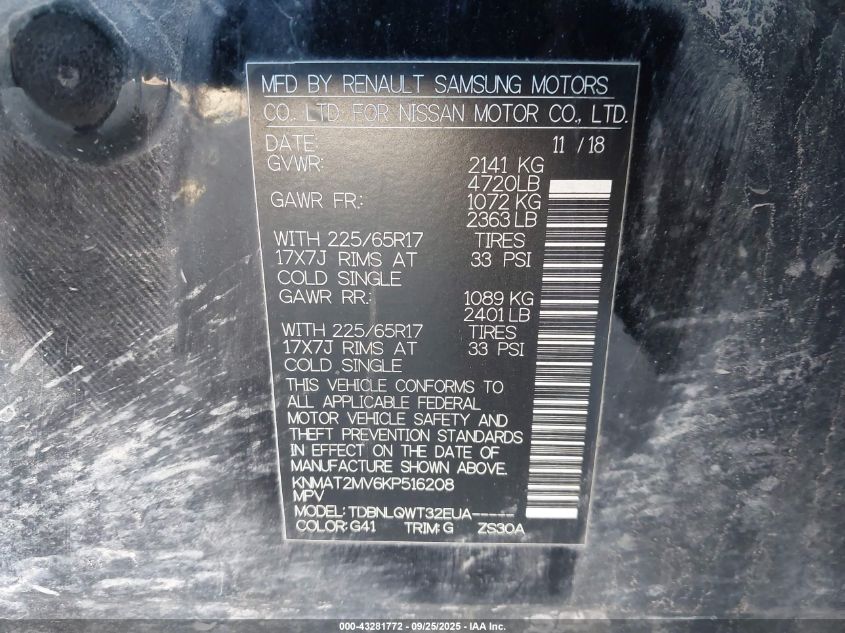 MFD BY RENAULT SAMSUNG MOTORS
CO., LTD. FOR NISSAN MOTOR CO., LTD.
DATE: 11 / 18
GVWR: 2141 KG
4720LB
GAWR FR.: 1072 KG
2363 LB
WITH 225/65R17 TIRES
17X7J RIMS AT 33 PSI
COLD SINGLE
GAWR RR.: 1089 KG
2401 LB
WITH 225/65R17 TIRES
17X7J RIMS AT 33 PSI
COLD SINGLE
THIS VEHICLE CONFORMS TO
ALL APPLICABLE FEDERAL
MOTOR VEHICLE SAFETY AND
THEFT PREVENTION STANDARDS
IN EFFECT ON THE DATE OF
MANUFACTURE SHOWN ABOVE.
KNMAT2MV6KP516208
MPV
MODEL: TDBNLQWT32EUA-----
COLOR: G41 TRIM: G ZS30A
000-43281772 - 09/25/2025 - IAA Inc.